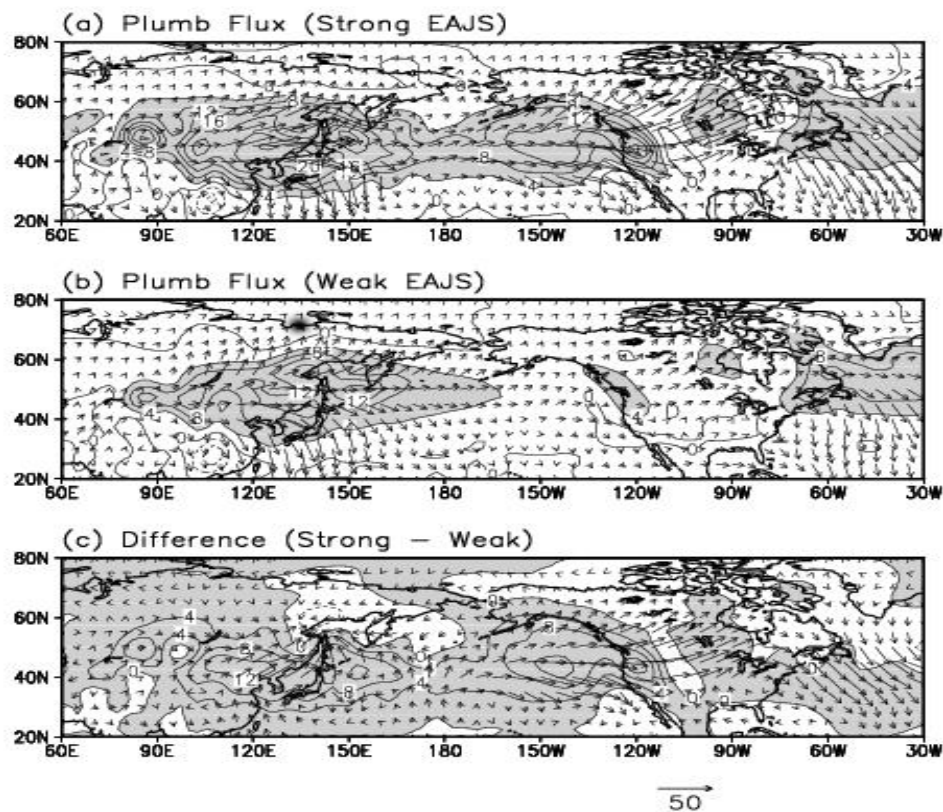 (a) Plumb Flux (Strong EAJS)
80N
60N
40N
20N
60E 90E 120E 150E 180 150W 120W 90W 60W 30W
(b) Plumb Flux (Weak EAJS)
80N
60N
40N
20N
60E 90E 120E 150E 180 150W 120W 90W 60W 30W
(c) Difference (Strong – Weak)
80N
60N
40N
20N
60E 90E 120E 150E 180 150W 120W 90W 60W 30W
50